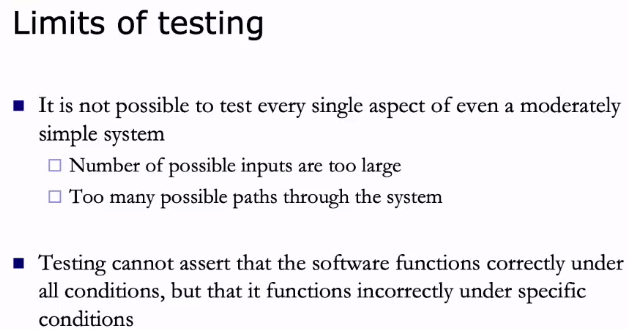 Limits of testing
It is not possible to test every single aspect of even a moderately
simple system
Number of possible inputs are too large
Too many possible paths through the system
Testing cannot assert that the software functions correctly under
all conditions, but that it functions incorrectly under specific
conditions